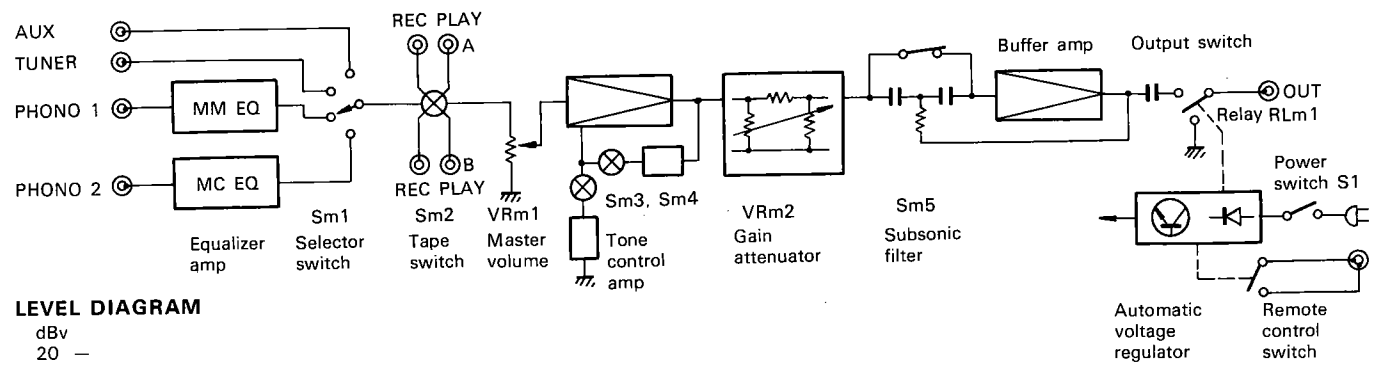 AUX
TUNER
PHONO 1
PHONO 2
MM EQ
MC EQ
Equalizer
amp
Sm1
Selector
switch
REC PLAY
A
B
REC PLAY
Sm2
Tape
switch
VRm1
Master
volume
Sm3, Sm4
Tone
control
amp
VRm2
Gain
attenuator
Sm5
Subsonic
filter
Buffer amp
Output switch
OUT
Relay RLm1
Power
switch S1
Automatic
voltage
regulator
Remote
control
switch
LEVEL DIAGRAM
dBv
20 —